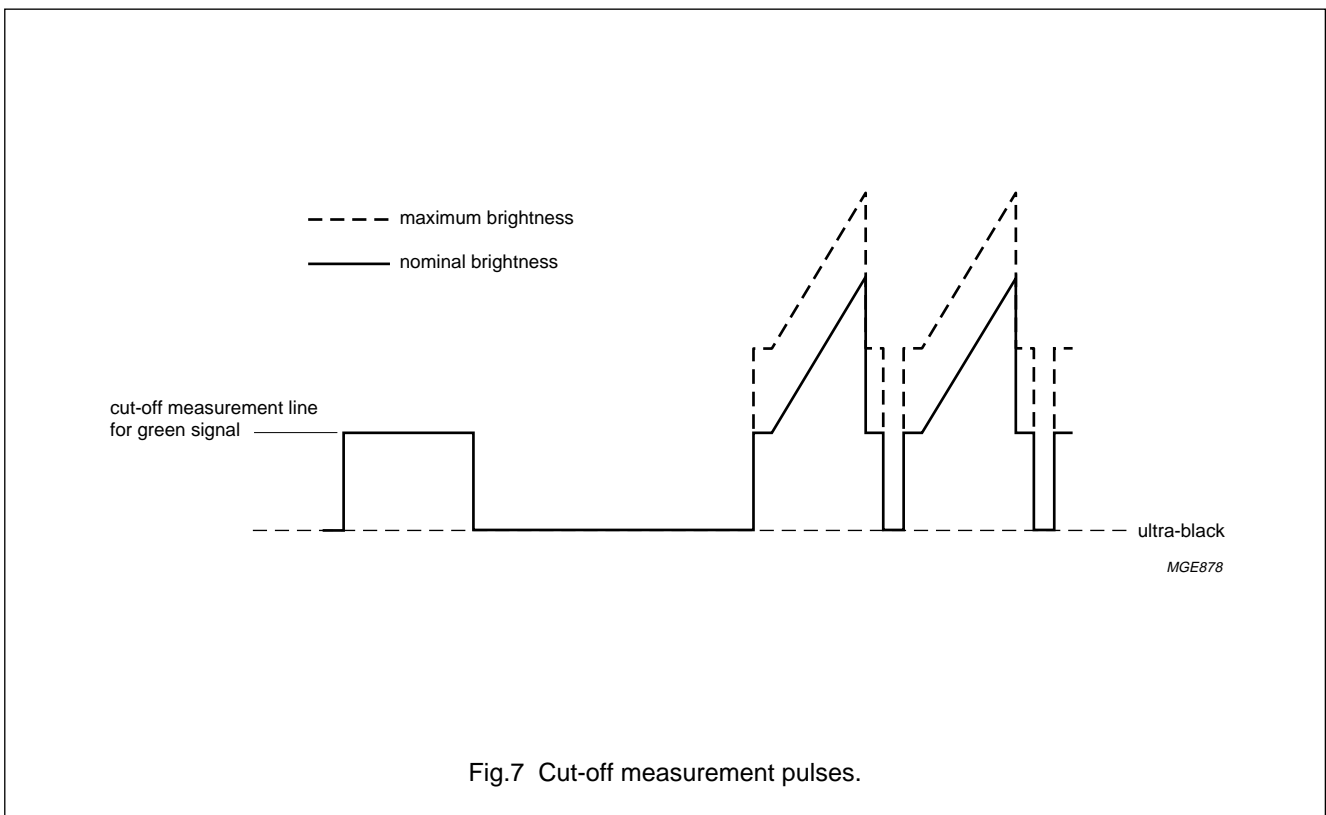 maximum brightness
nominal brightness
cut-off measurement line
for green signal
ultra-black
MGE878
Fig.7 Cut-off measurement pulses.